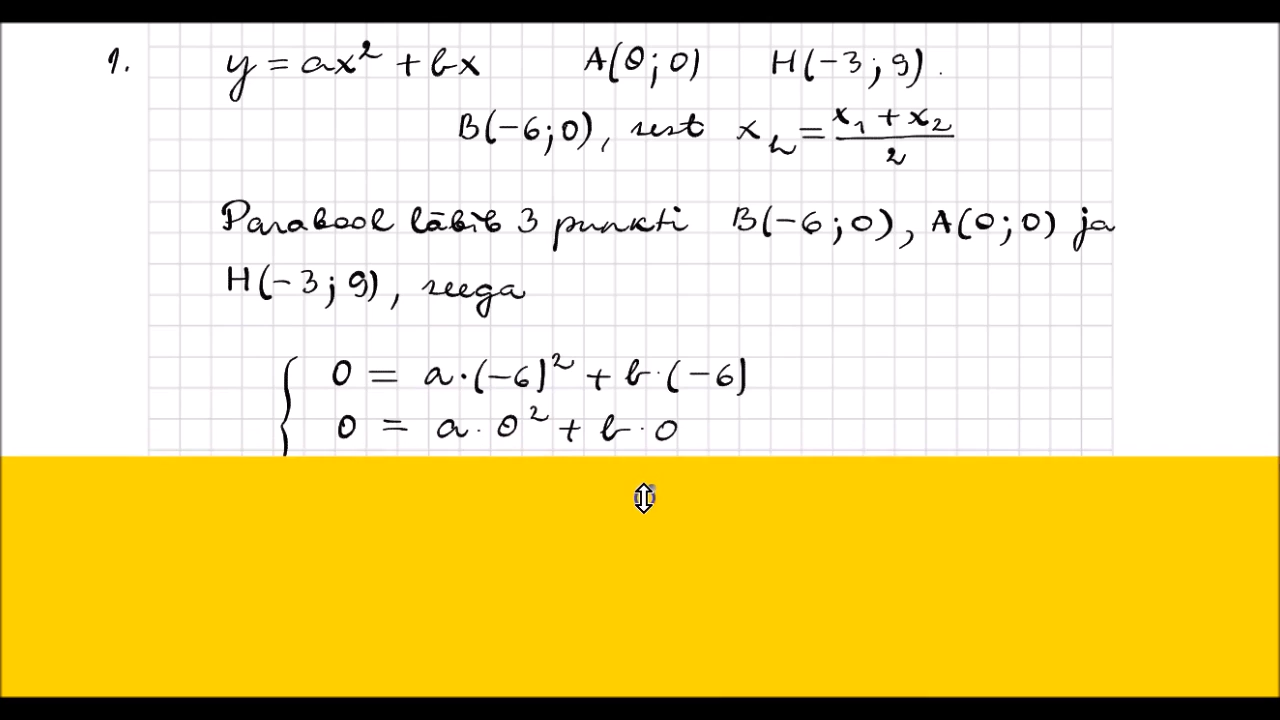 1. y = ax² + bx A(0;0) H(-3;9).
B(-6;0), sest x_h = (x₁ + x₂)/2
Parabool läbib 3 punkti B(-6;0), A(0;0) ja
H(-3;9), seega
{ 0 = a·(-6)² + b·(-6)
0 = a·0² + b·0